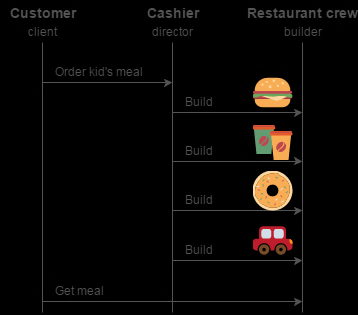 Customer
client
Cashier
director
Restaurant crew
builder
Order kid's meal
Build
Build
Build
Build
Get meal